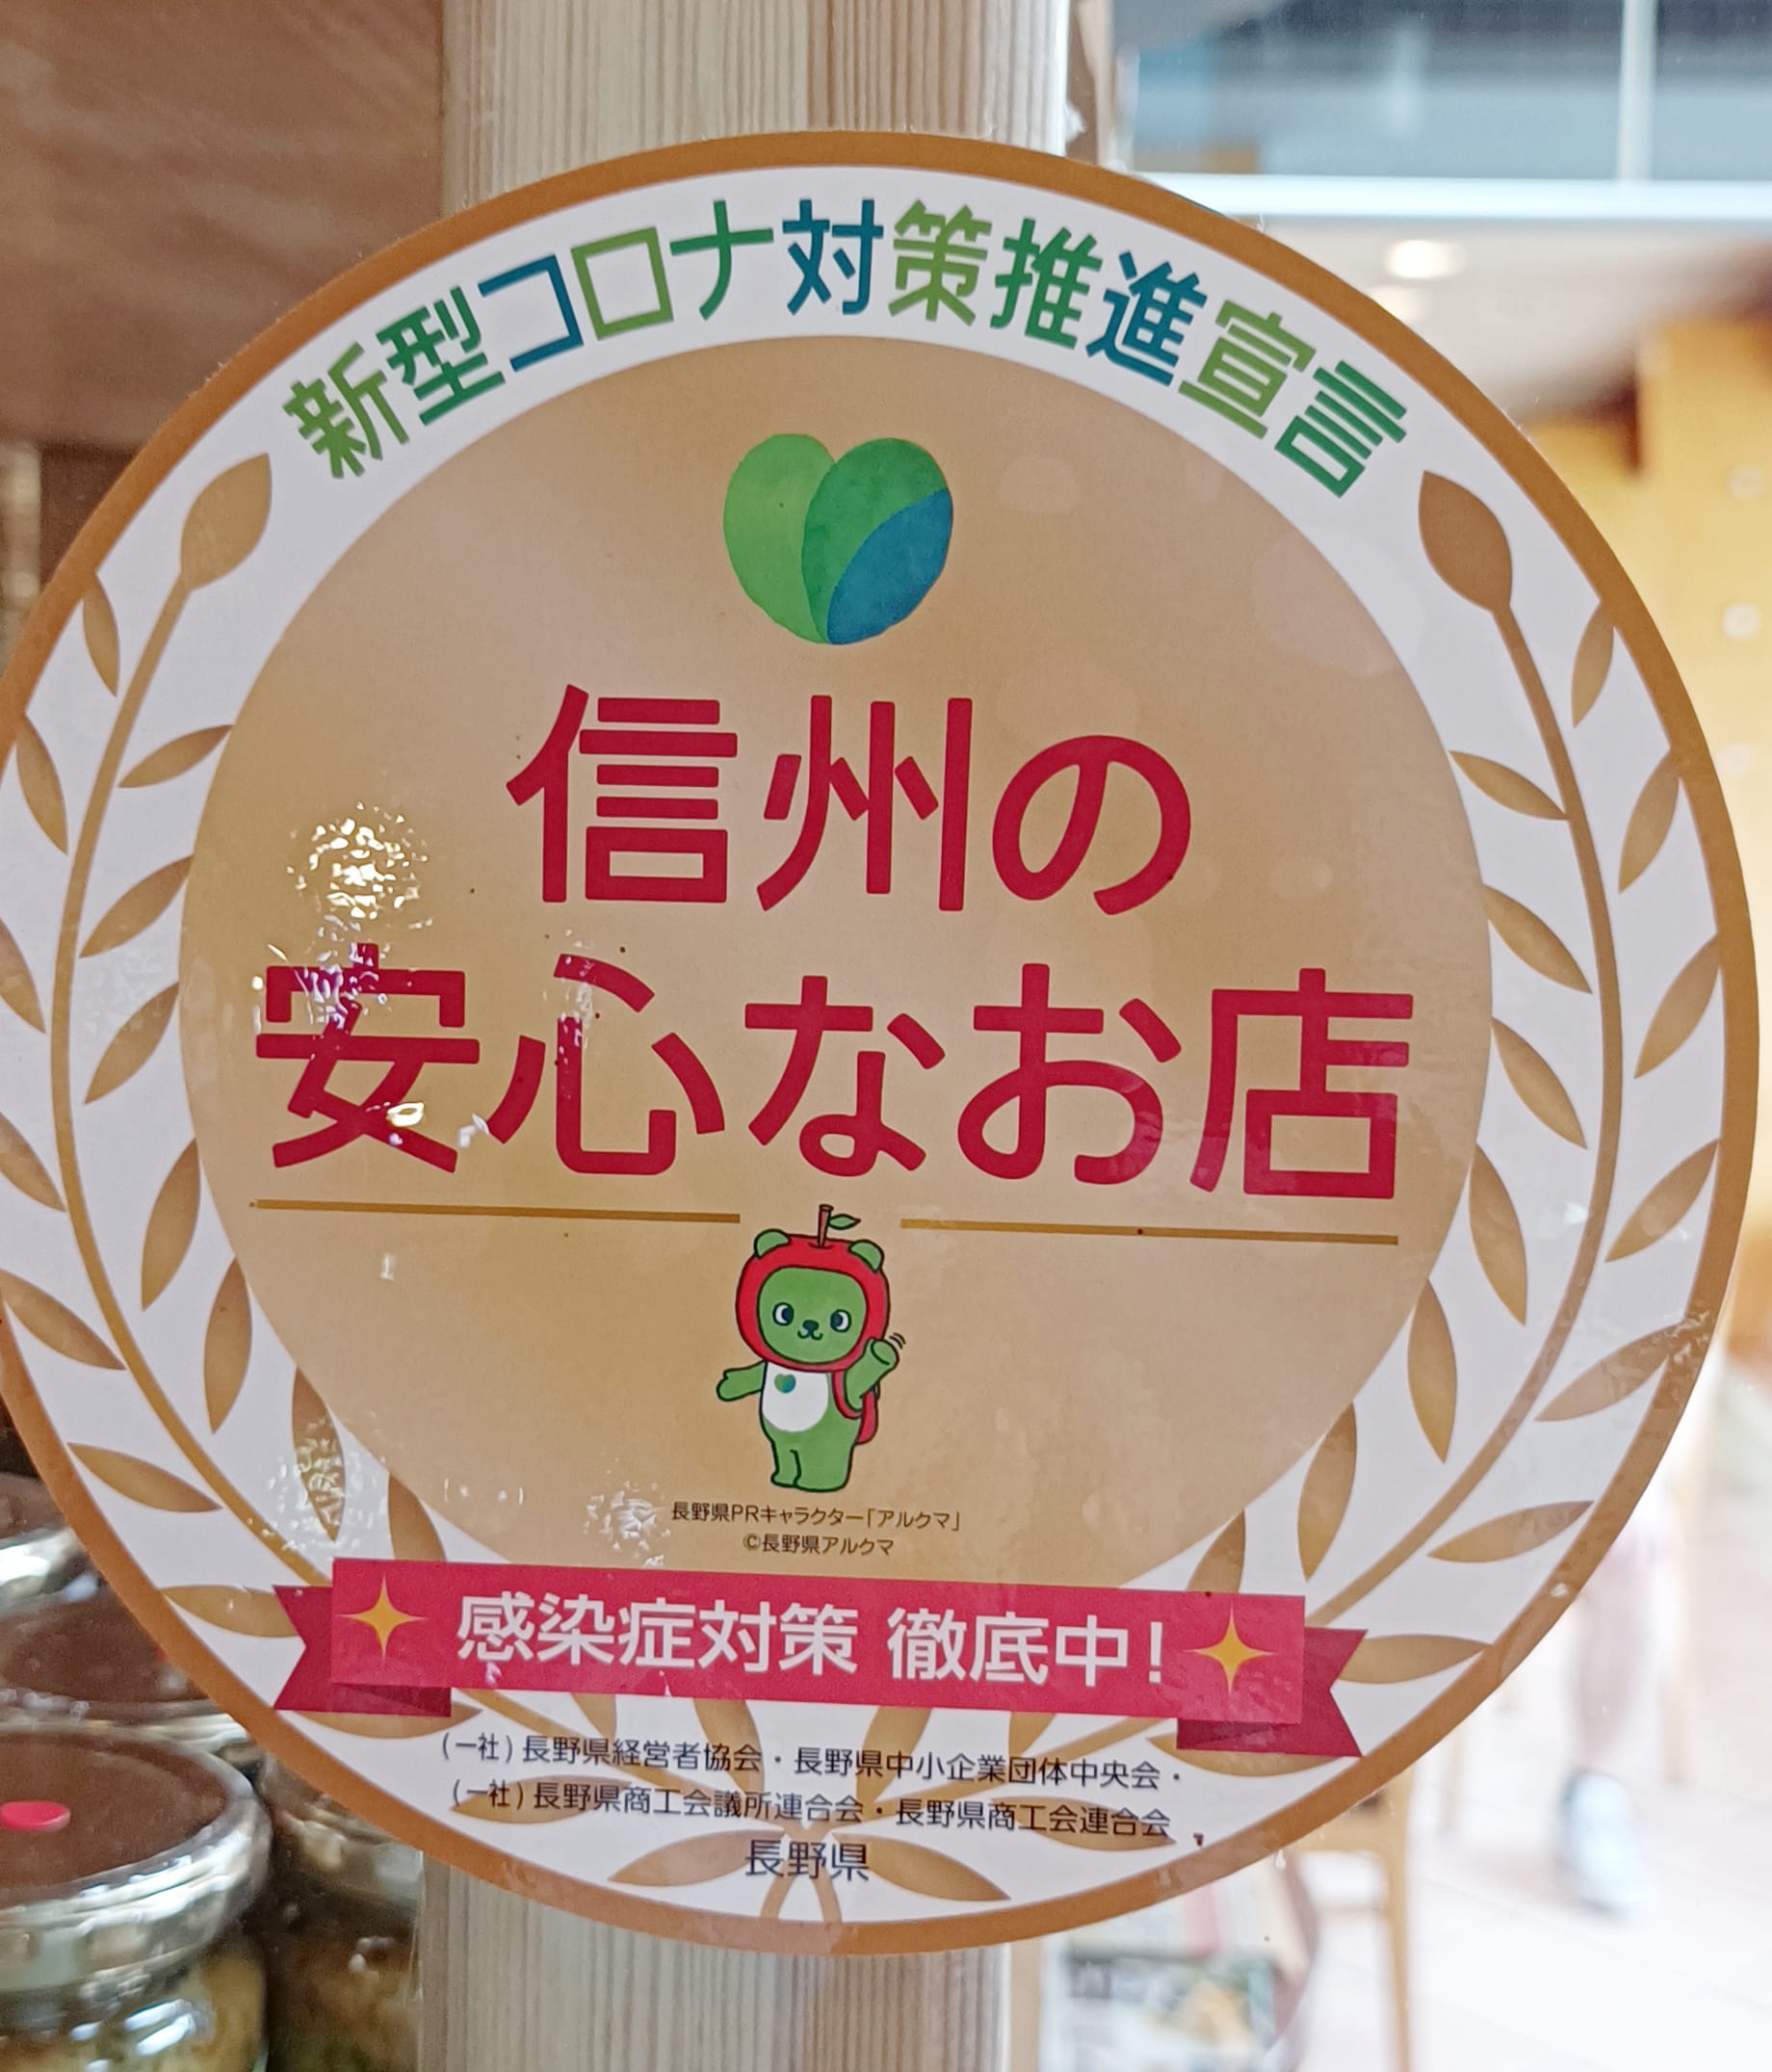 新型コロナ対策推進宣言
信州の
安心なお店
長野県PRキャラクター「アルクマ」
©長野県アルクマ
感染症対策 徹底中！
(一社)長野県経営者協会・長野県中小企業団体中央会・
(一社)長野県商工会議所連合会・長野県商工会連合会
長野県